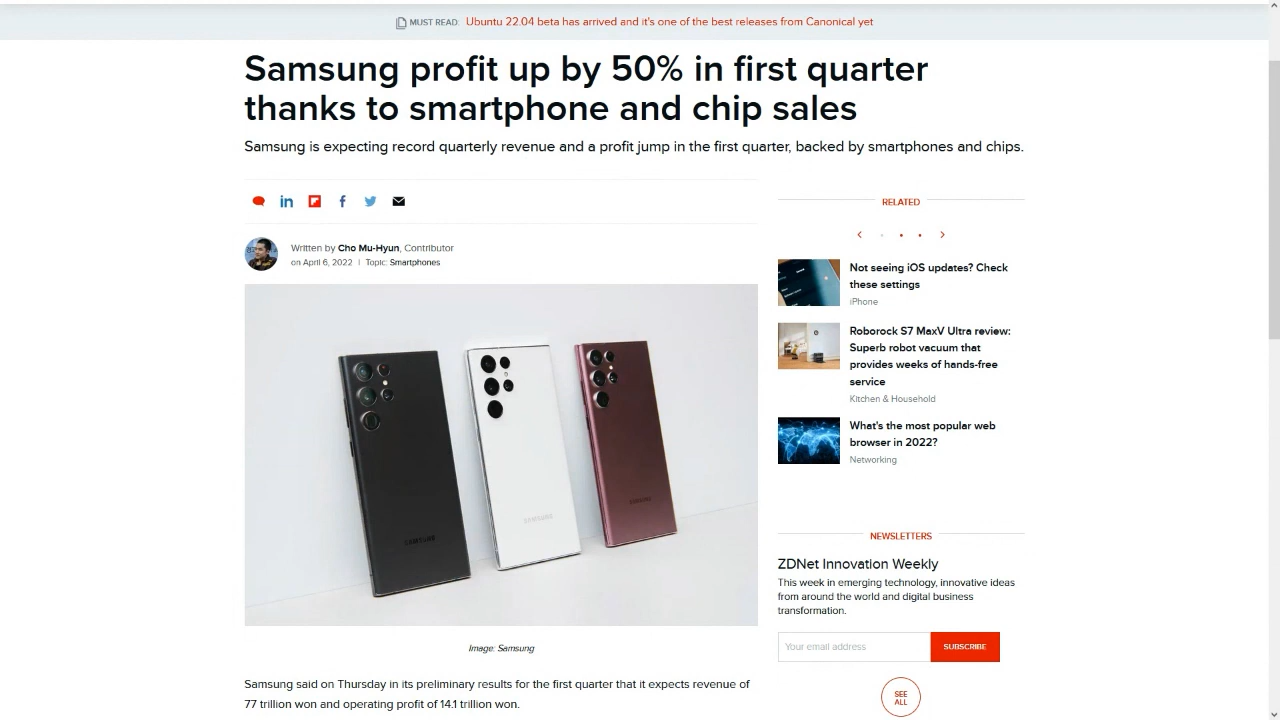 MUST READ: Ubuntu 22.04 beta has arrived and it's one of the best releases from Canonical yet
Samsung profit up by 50% in first quarter
thanks to smartphone and chip sales
Samsung is expecting record quarterly revenue and a profit jump in the first quarter, backed by smartphones and chips.
Written by Cho Mu-Hyun, Contributor
on April 6, 2022 | Topic: Smartphones
SAMSUNG
SAMSUNG
SAMSUNG
Image: Samsung
Samsung said on Thursday in its preliminary results for the first quarter that it expects revenue of
77 trillion won and operating profit of 14.1 trillion won.
RELATED
Not seeing iOS updates? Check
these settings
iPhone
Roborock S7 MaxV Ultra review:
Superb robot vacuum that
provides weeks of hands-free
service
Kitchen & Household
What's the most popular web
browser in 2022?
Networking
NEWSLETTERS
ZDNet Innovation Weekly
This week in emerging technology, innovative ideas
from around the world and digital business
transformation.
Your email address
SUBSCRIBE
SEE
ALL